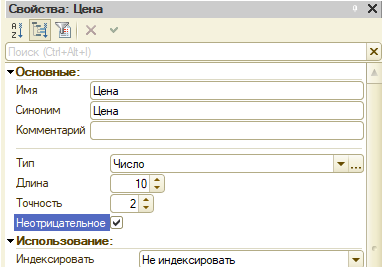 Свойства: Цена
Поиск (Ctrl+Alt+I)
Основные:
Имя Цена
Синоним Цена
Комментарий
Тип Число
Длина 10
Точность 2
Неотрицательное
Использование:
Индексировать Не индексировать